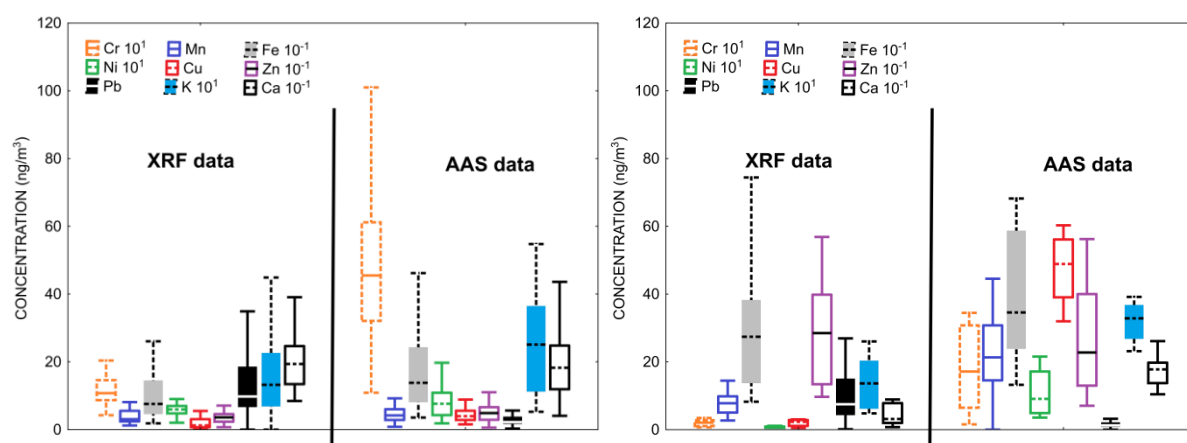 120
100
80
60
40
20
0
CONCENTRATION (ng/m³)
Cr 10¹ Mn Fe 10⁻¹
Ni 10¹ Cu Zn 10⁻¹
Pb K 10¹ Ca 10⁻¹
XRF data
AAS data
120
100
80
60
40
20
0
CONCENTRATION (ng/m³)
Cr 10¹ Mn Fe 10⁻¹
Ni 10¹ Cu Zn 10⁻¹
Pb K 10¹ Ca 10⁻¹
XRF data
AAS data